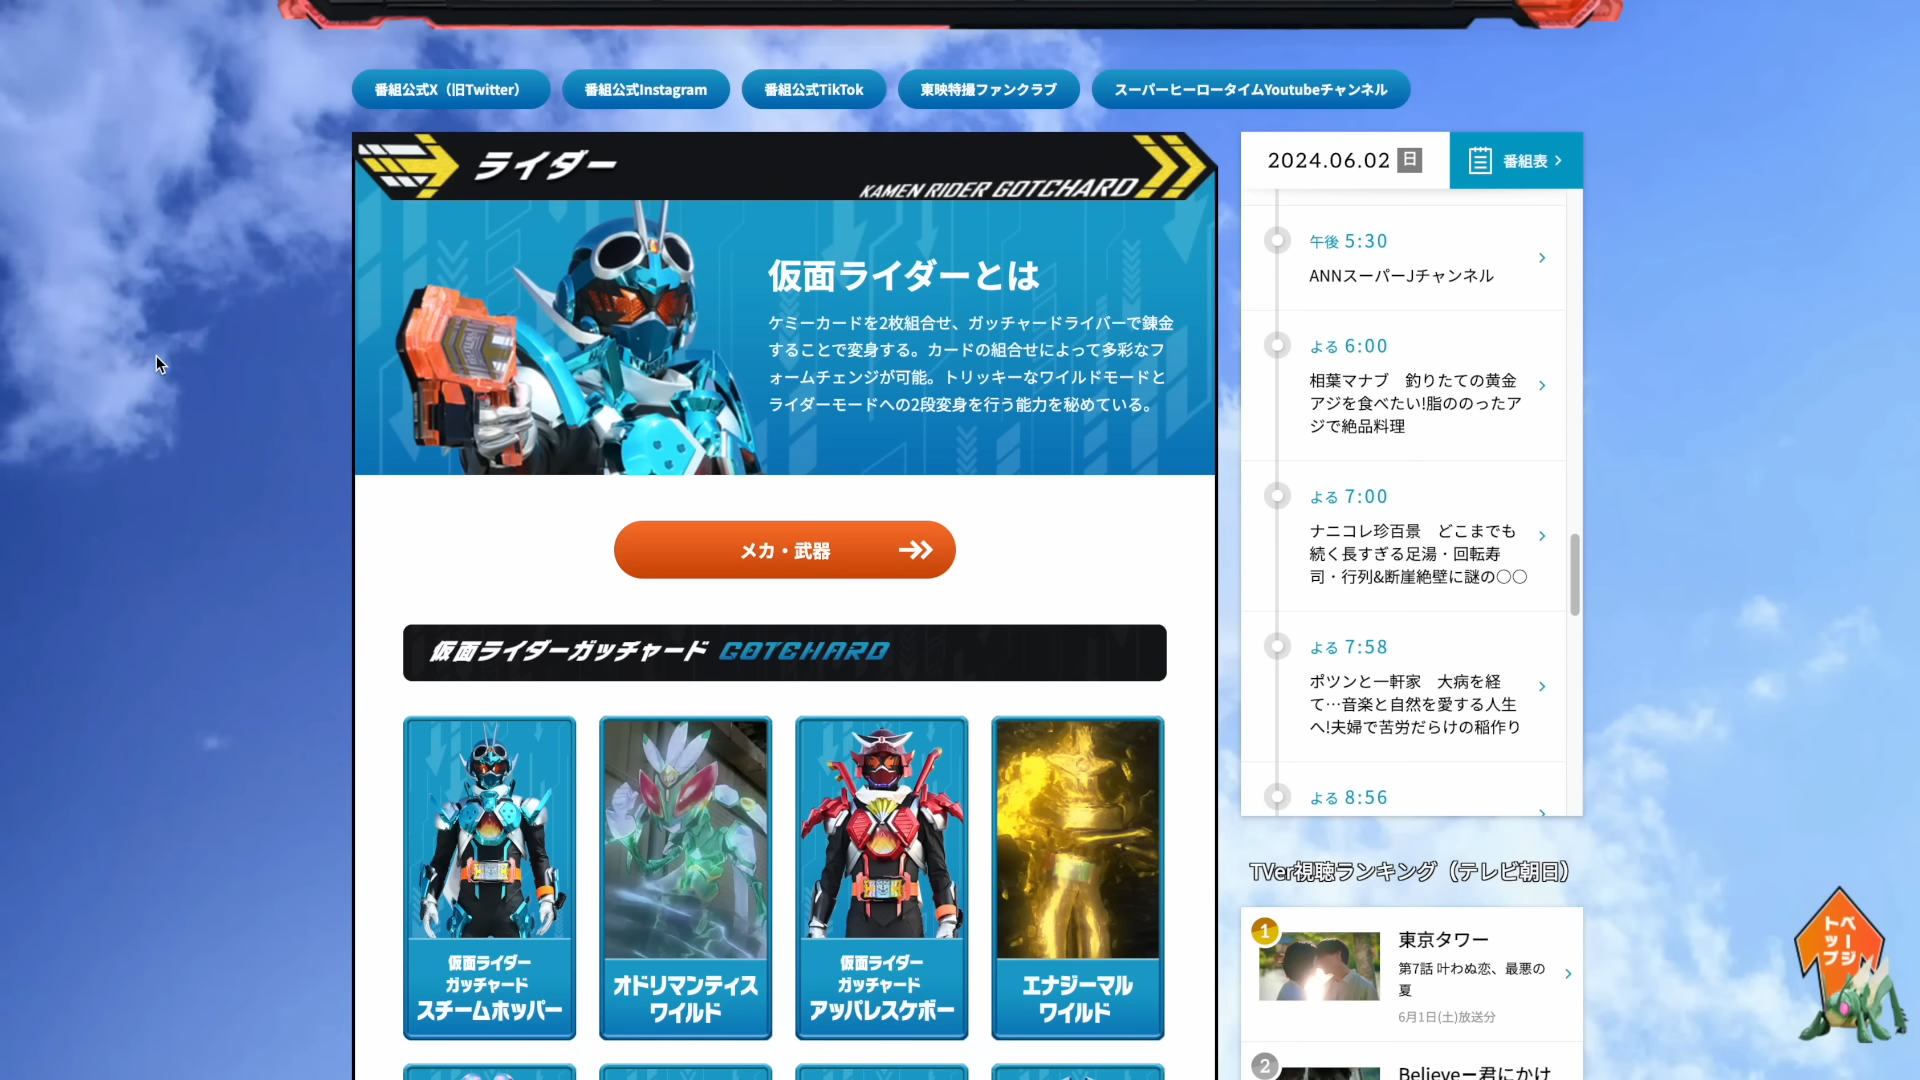 番組公式X（旧Twitter）
番組公式Instagram
番組公式TikTok
東映特撮ファンクラブ
スーパーヒーロータイムYoutubeチャンネル
ライダー
KAMEN RIDER GOTCHARD
仮面ライダーとは
ケミーカードを2枚組合せ、ガッチャードライバーで錬金
することで変身する。カードの組合せによって多彩なフ
ォームチェンジが可能。トリッキーなワイルドモードと
ライダーモードへの2段変身を行う能力を秘めている。
メカ・武器
仮面ライダーガッチャード GOTCHARD
仮面ライダー
ガッチャード
スチームホッパー
オドリマンティス
ワイルド
仮面ライダー
ガッチャード
アッパレスケボー
エナジーマル
ワイルド
2024.06.02 日
番組表
午後 5:30
ANNスーパーJチャンネル
よる 6:00
相葉マナブ　釣りたての黄金
アジを食べたい!脂ののったア
ジで絶品料理
よる 7:00
ナニコレ珍百景　どこまでも
続く長すぎる足湯・回転寿
司・行列&断崖絶壁に謎の〇〇
よる 7:58
ポツンと一軒家　大病を経
て…音楽と自然を愛する人生
へ!夫婦で苦労だらけの稲作り
よる 8:56
TVer視聴ランキング（テレビ朝日）
1
東京タワー
第7話 叶わぬ恋、最悪の
夏
6月1日(土)放送分
2
Believe－君にかけ
ページ
トップ